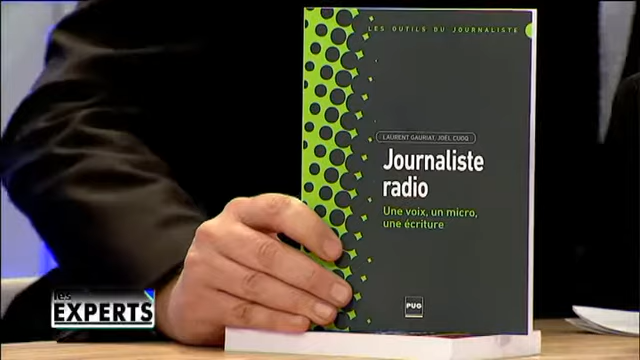 LES OUTILS DU JOURNALISTE
LAURENT GAURIAT, JOËL CUOQ
Journaliste
radio
Une voix, un micro,
une écriture
PUG
les
EXPERTS